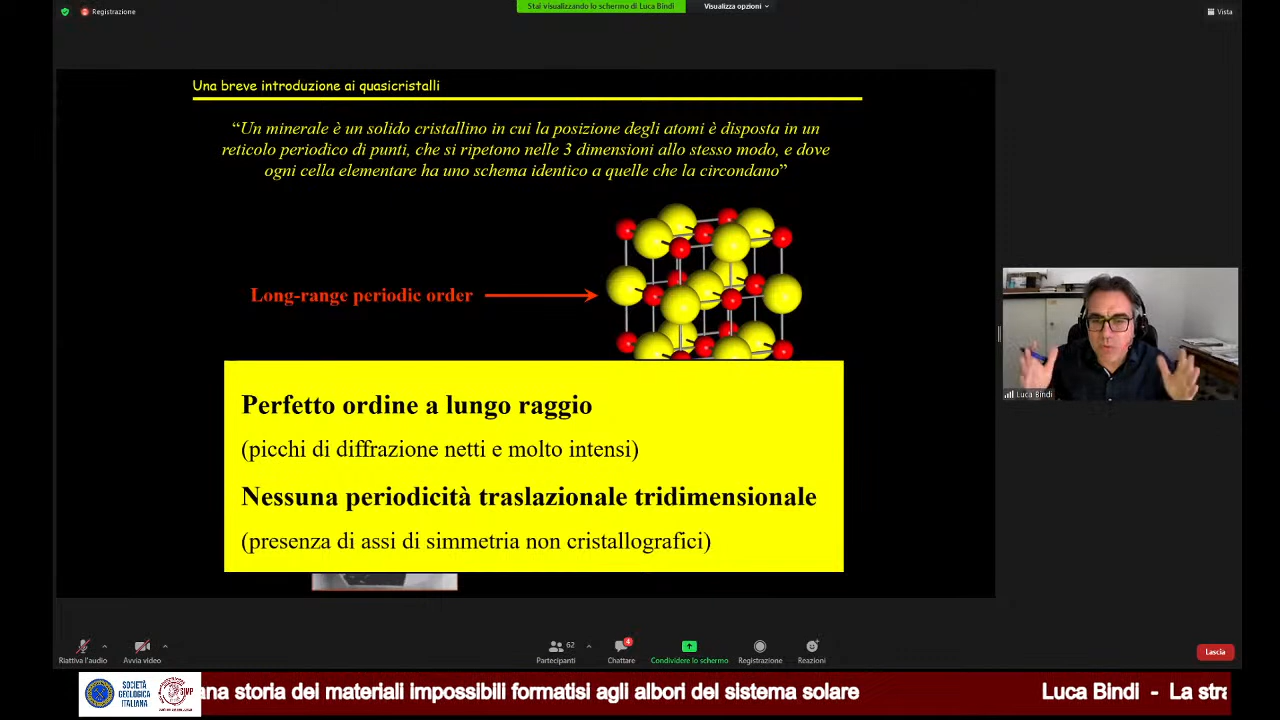 Registrazione
Stai visualizzando lo schermo di Luca Bindi
Visualizza opzioni
Vista
Una breve introduzione ai quasicristalli
“Un minerale è un solido cristallino in cui la posizione degli atomi è disposta in un
reticolo periodico di punti, che si ripetono nelle 3 dimensioni allo stesso modo, e dove
ogni cella elementare ha uno schema identico a quelle che la circondano”
Long-range periodic order
Perfetto ordine a lungo raggio
(picchi di diffrazione netti e molto intensi)
Nessuna periodicità traslazionale tridimensionale
(presenza di assi di simmetria non cristallografici)
Luca Bindi
Riattiva l'audio
Avvia video
62
Partecipanti
4
Chattare
Condividere lo schermo
Registrazione
Reazioni
Lascia
SOCIETÀ
GEOLOGICA
ITALIANA
ana storia dei materiali impossibili formatisi agli albori del sistema solare
Luca Bindi - La stra